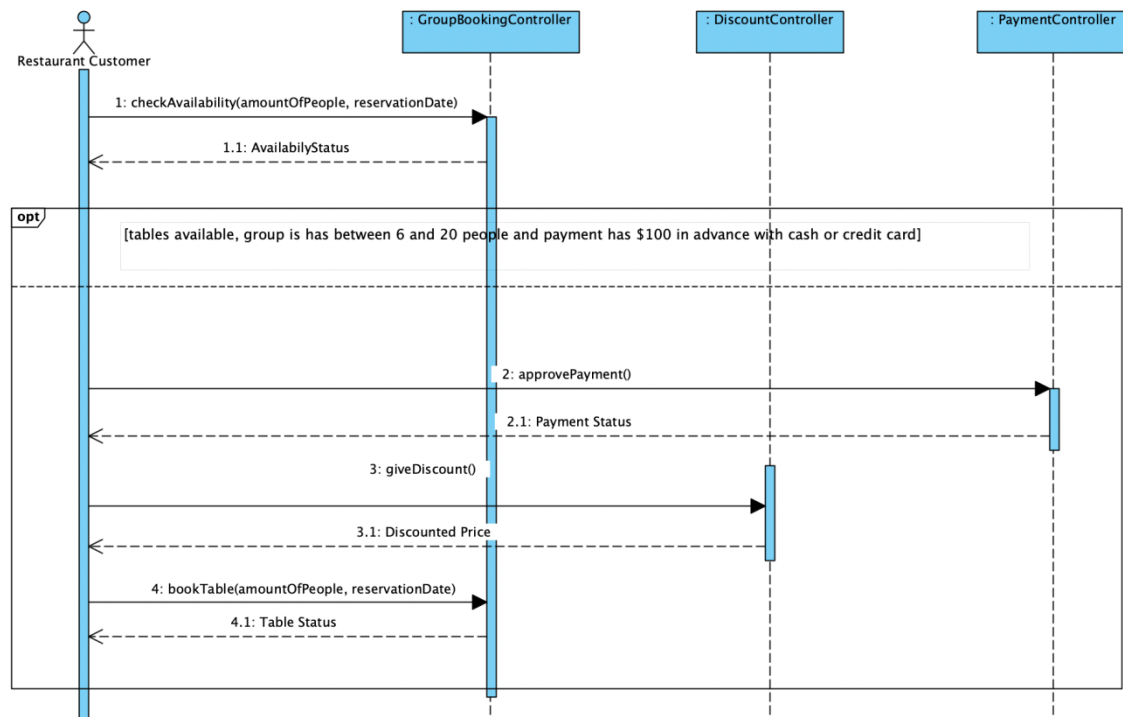 : GroupBookingController
: DiscountController
: PaymentController
Restaurant Customer
1: checkAvailability(amountOfPeople, reservationDate)
1.1: AvailabilyStatus
opt
[tables available, group is has between 6 and 20 people and payment has $100 in advance with cash or credit card]
2: approvePayment()
2.1: Payment Status
3: giveDiscount()
3.1: Discounted Price
4: bookTable(amountOfPeople, reservationDate)
4.1: Table Status